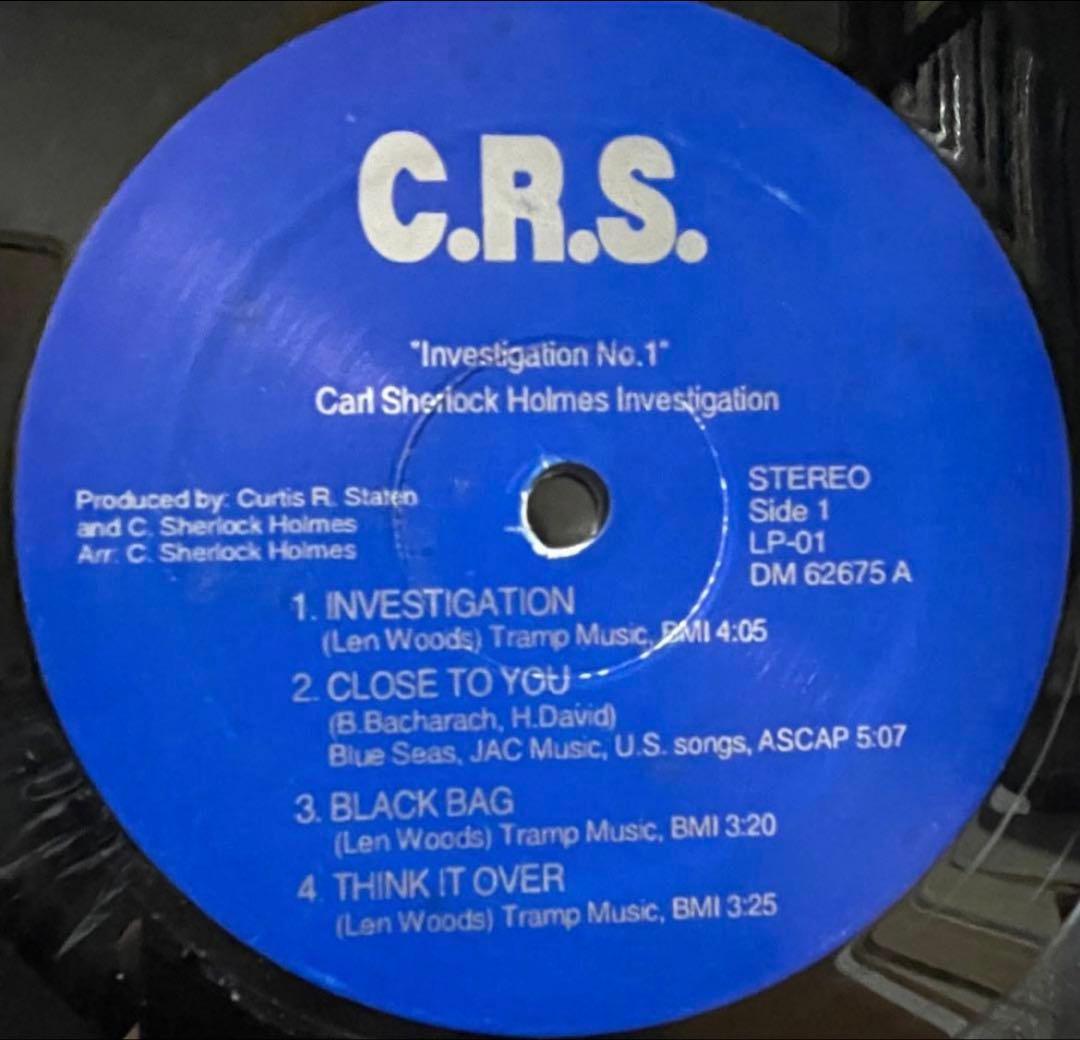 C.R.S.
"Investigation No.1"
Carl Sherlock Holmes Investigation
Produced by: Curtis R. Staten
and C. Sherlock Holmes
Arr: C. Sherlock Holmes
STEREO
Side 1
LP-01
DM 62675 A
1. INVESTIGATION
(Len Woods) Tramp Music, BMI 4:05
2. CLOSE TO YOU
(B.Bacharach, H.David)
Blue Seas, JAC Music, U.S. songs, ASCAP 5:07
3. BLACK BAG
(Len Woods) Tramp Music, BMI 3:20
4. THINK IT OVER
(Len Woods) Tramp Music, BMI 3:25